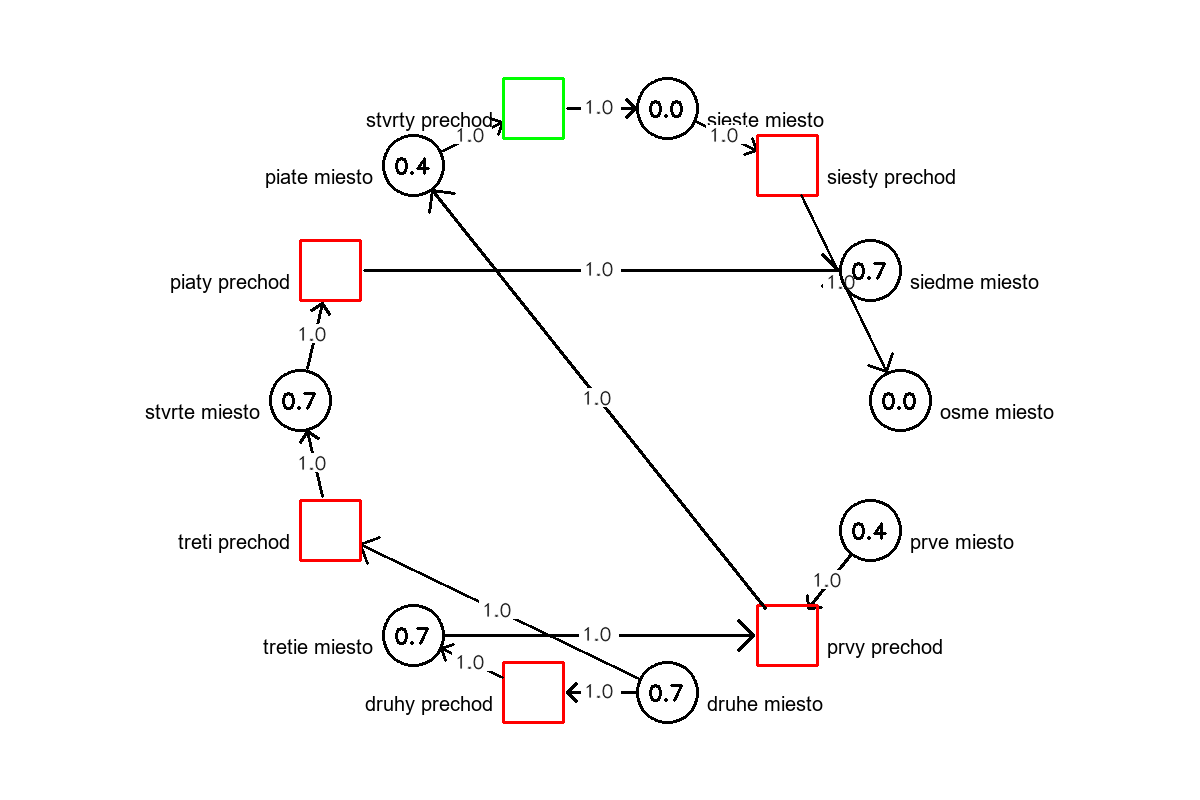 1.0
0.0
stvrty prechod
1.0
1.0
sieste miesto
0.4
piate miesto
siesty prechod
1.0
0.7
piaty prechod
1.0
siedme miesto
1.0
1.0
0.7
stvrte miesto
0.0
osme miesto
1.0
0.4
treti prechod
prve miesto
1.0
1.0
0.7
1.0
tretie miesto
prvy prechod
1.0
1.0
0.7
druhy prechod
druhe miesto